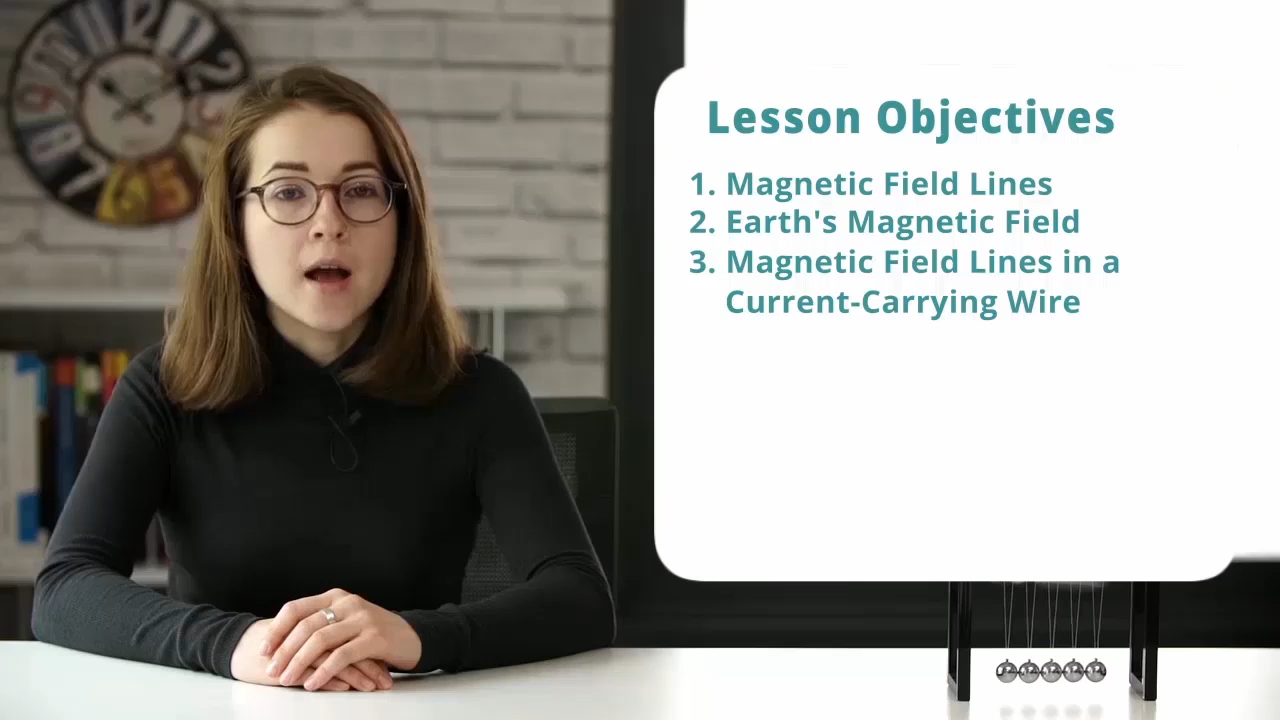 Lesson Objectives
1. Magnetic Field Lines
2. Earth's Magnetic Field
3. Magnetic Field Lines in a
Current-Carrying Wire